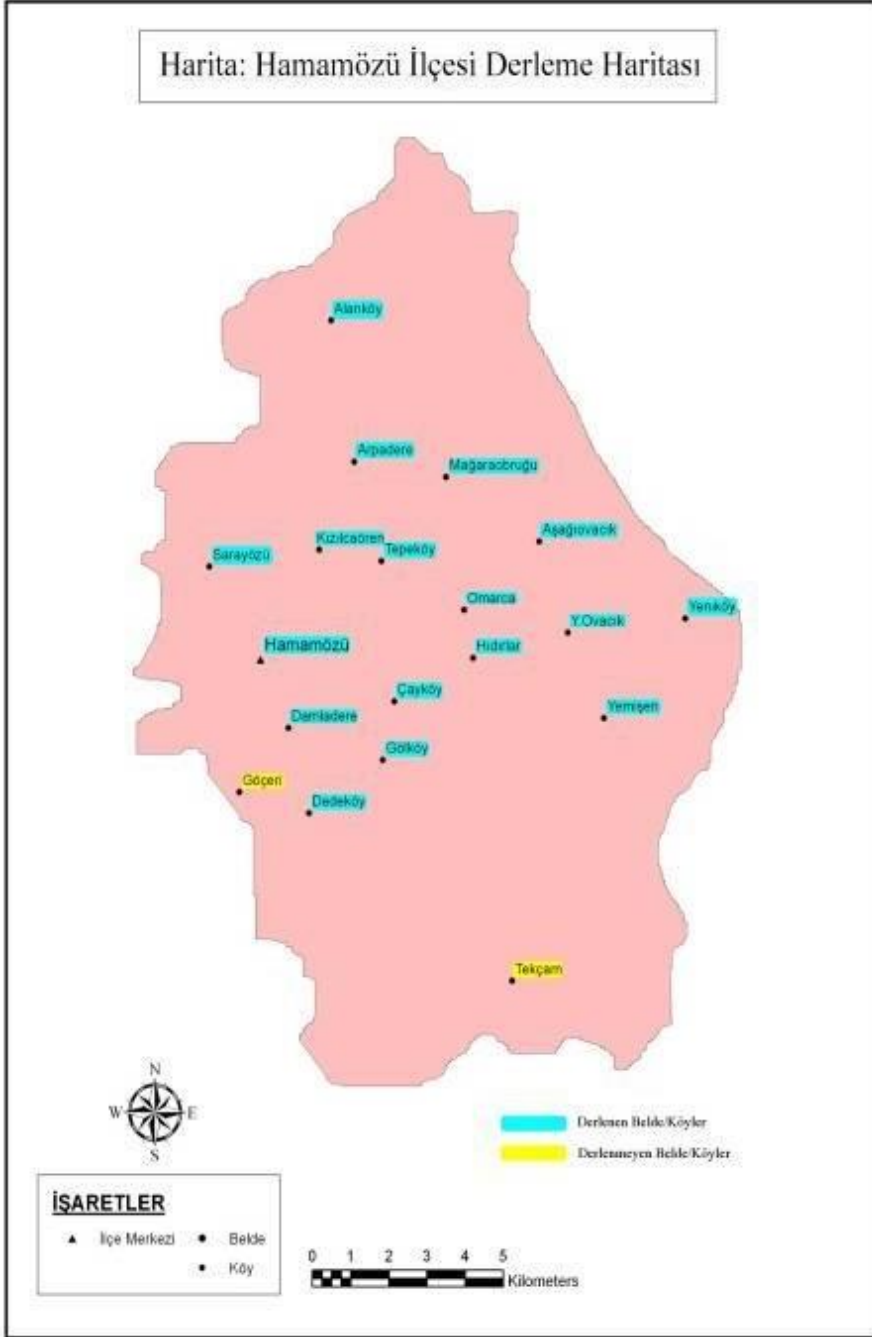 Harita: Hamamözü İlçesi Derleme Haritası
Alanköy
Arpadere
Mağaraobruğu
Aşağıovacık
Kızılcaören
Tepeköy
Sarayözü
Omarca
Yeniköy
Y.Ovacık
Hamamözü
Hıdırlar
Çayköy
Yemişen
Damladere
Gölköy
Göçeri
Dedeköy
Tekçam
N
W E
S
Derlenen Belde/Köyler
Derlenmeyen Belde/Köyler
İŞARETLER
İlçe Merkezi Belde
Köy
0 1 2 3 4 5
Kilometers